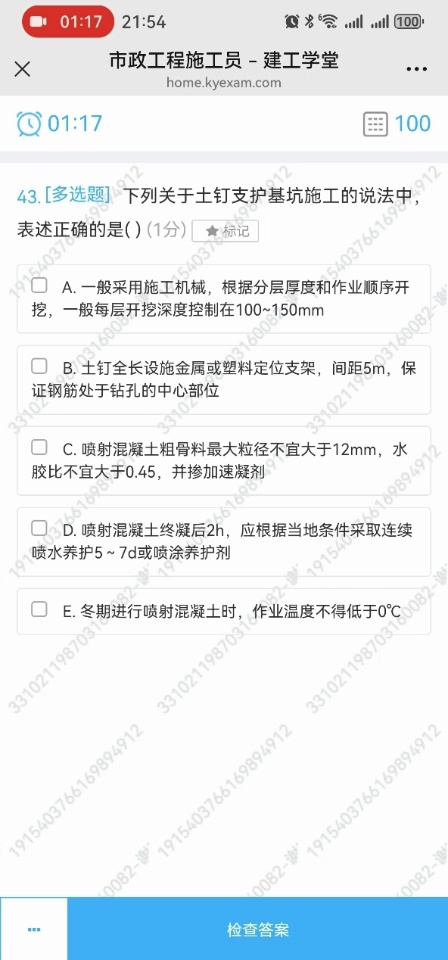 01:17 21:54 100
市政工程施工员 – 建工学堂
home.kyexam.com
01:17 100
43.[多选题] 下列关于土钉支护基坑施工的说法中，
表述正确的是( ) (1分) ★标记
A. 一般采用施工机械，根据分层厚度和作业顺序开
挖，一般每层开挖深度控制在100~150mm
B. 土钉全长设施金属或塑料定位支架，间距5m，保
证钢筋处于钻孔的中心部位
C. 喷射混凝土粗骨料最大粒径不宜大于12mm，水
胶比不宜大于0.45，并掺加速凝剂
D. 喷射混凝土终凝后2h，应根据当地条件采取连续
喷水养护5 ~ 7d或喷涂养护剂
E. 冬期进行喷射混凝土时，作业温度不得低于0℃
检查答案